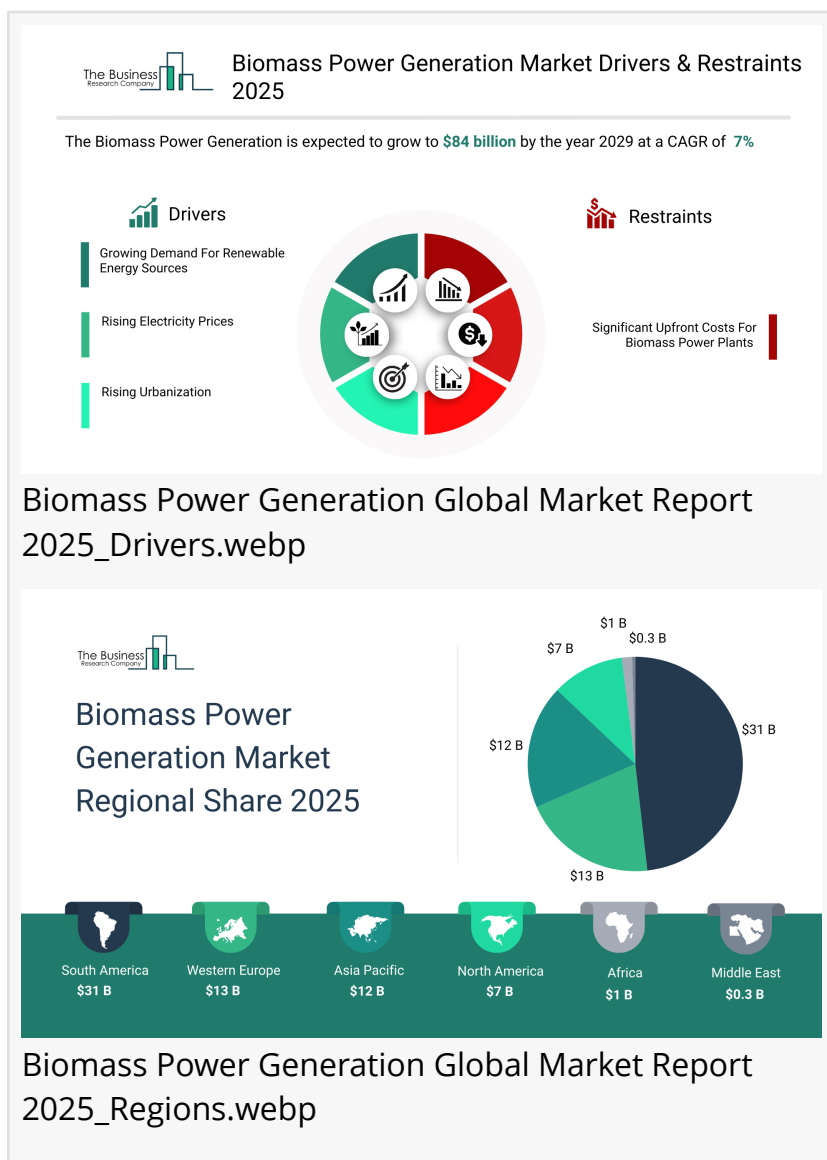 The Business
Research Company
Biomass Power Generation Market Drivers & Restraints
2025
The Biomass Power Generation is expected to grow to $84 billion by the year 2029 at a CAGR of 7%
Drivers
Growing Demand For Renewable
Energy Sources
Rising Electricity Prices
Rising Urbanization
$
$
Restraints
Significant Upfront Costs For
Biomass Power Plants
Biomass Power Generation Global Market Report
2025_Drivers.webp
The Business
Research Company
Biomass Power
Generation Market
Regional Share 2025
$1 B
$0.3 B
$7 B
$31 B
$12 B
$13 B
South America
$31 B
Western Europe
$13 B
Asia Pacific
$12 B
North America
$7 B
Africa
$1 B
Middle East
$0.3 B
Biomass Power Generation Global Market Report
2025_Regions.webp